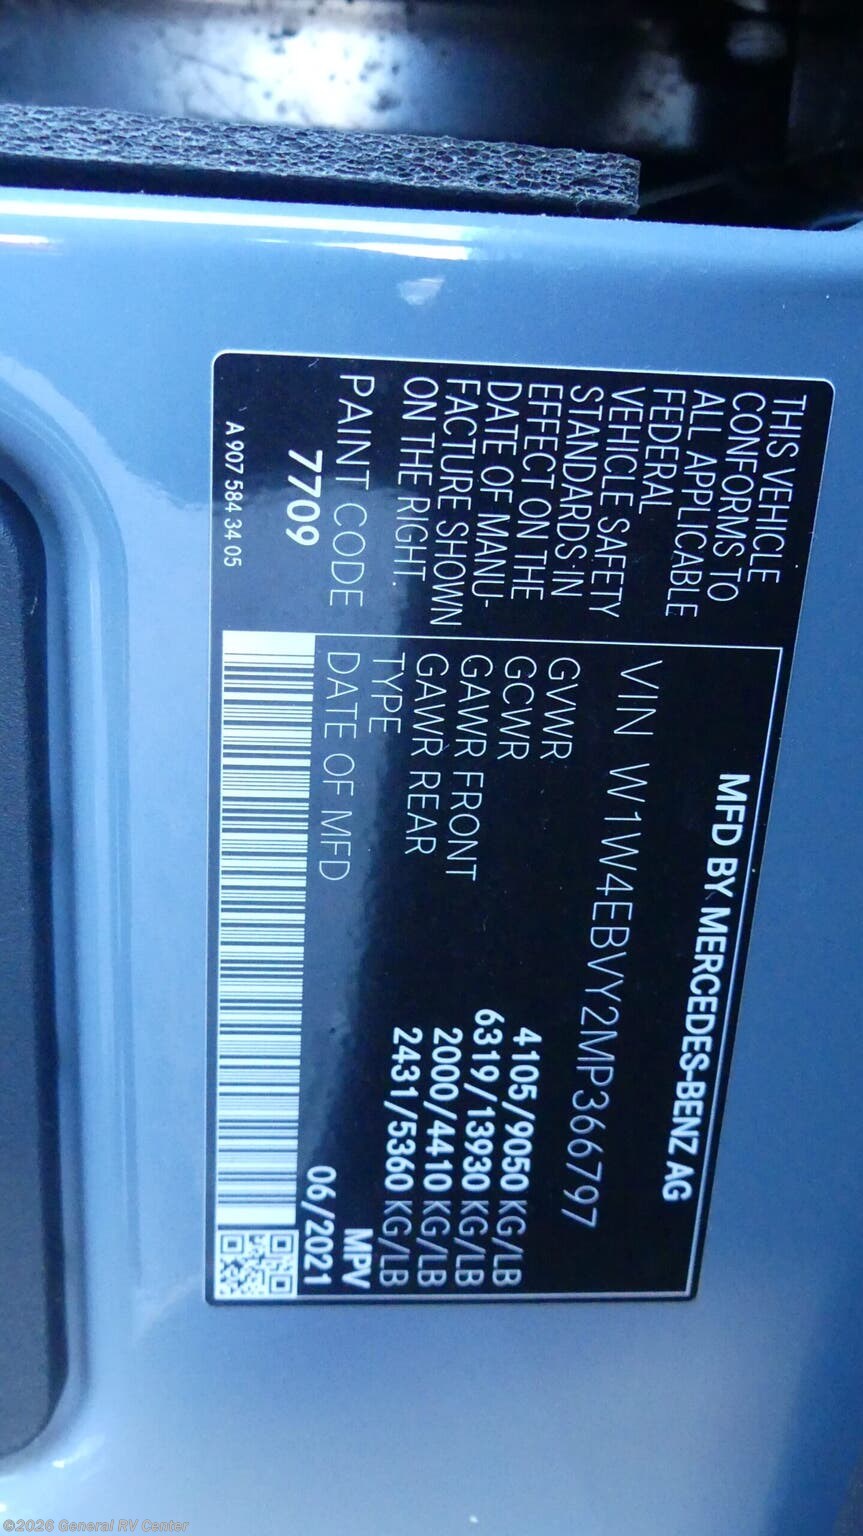 THIS VEHICLE
CONFORMS TO
ALL APPLICABLE
FEDERAL
VEHICLE SAFETY
STANDARDS IN
EFFECT ON THE
DATE OF MANU-
FACTURE SHOWN
ON THE RIGHT.
PAINT CODE
7709
A 907 584 34 05
MFD BY MERCEDES-BENZ AG
VIN W1W4EBVY2MP366797
GVWR 4105/9050 KG/LB
GCWR 6319/13930 KG/LB
GAWR FRONT 2000/4410 KG/LB
GAWR REAR 2431/5360 KG/LB
TYPE MPV
DATE OF MFD 06/2021
©2026 General RV Center